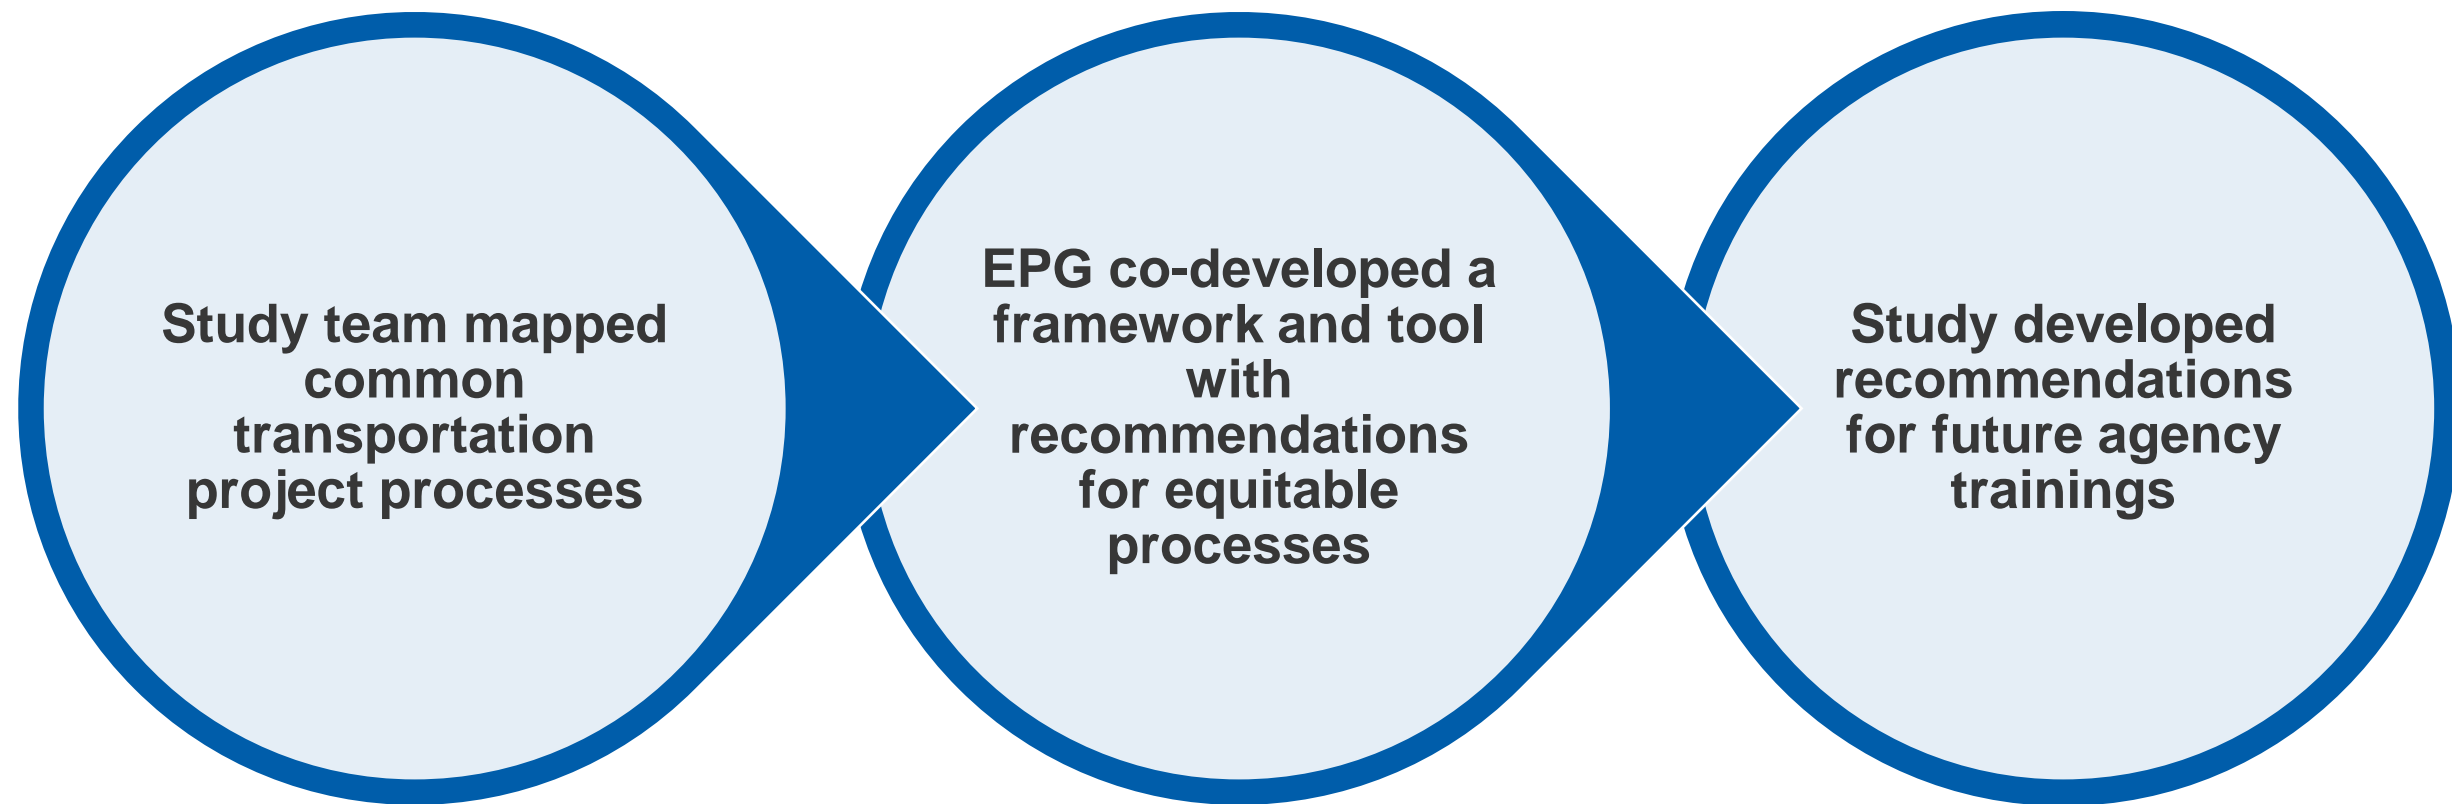 Study team mapped
common
transportation
project processes
EPG co-developed a
framework and tool
with
recommendations
for equitable
processes
Study developed
recommendations
for future agency
trainings